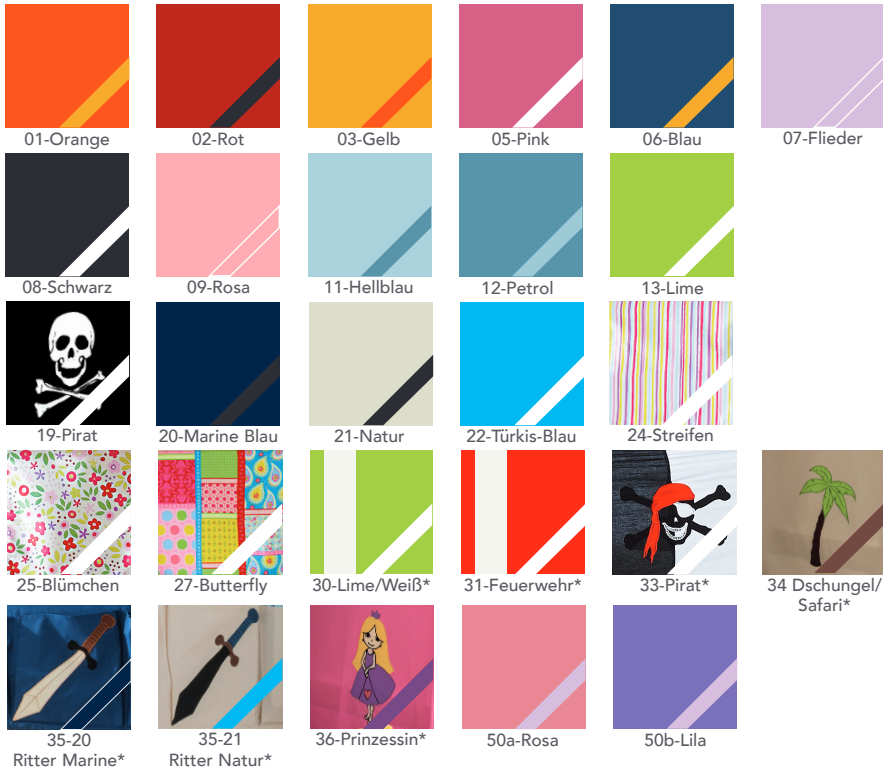 01-Orange
02-Rot
03-Gelb
05-Pink
06-Blau
07-Flieder
08-Schwarz
09-Rosa
11-Hellblau
12-Petrol
13-Lime
19-Pirat
20-Marine Blau
21-Natur
22-Türkis-Blau
24-Streifen
25-Blümchen
27-Butterfly
30-Lime/Weiß*
31-Feuerwehr*
33-Pirat*
34 Dschungel/
Safari*
35-20
Ritter Marine*
35-21
Ritter Natur*
36-Prinzessin*
50a-Rosa
50b-Lila